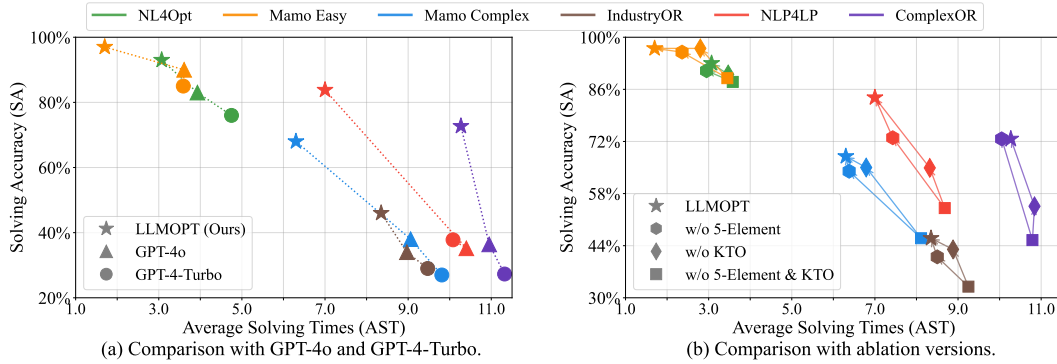 NL4Opt Mamo Easy Mamo Complex IndustryOR NLP4LP ComplexOR
Solving Accuracy (SA)
100%
80%
60%
40%
20%
LLMOPT (Ours)
GPT-4o
GPT-4-Turbo
1.0 3.0 5.0 7.0 9.0 11.0
Average Solving Times (AST)
(a) Comparison with GPT-4o and GPT-4-Turbo.
Solving Accuracy (SA)
100%
86%
72%
58%
44%
30%
LLMOPT
w/o 5-Element
w/o KTO
w/o 5-Element & KTO
1.0 3.0 5.0 7.0 9.0 11.0
Average Solving Times (AST)
(b) Comparison with ablation versions.